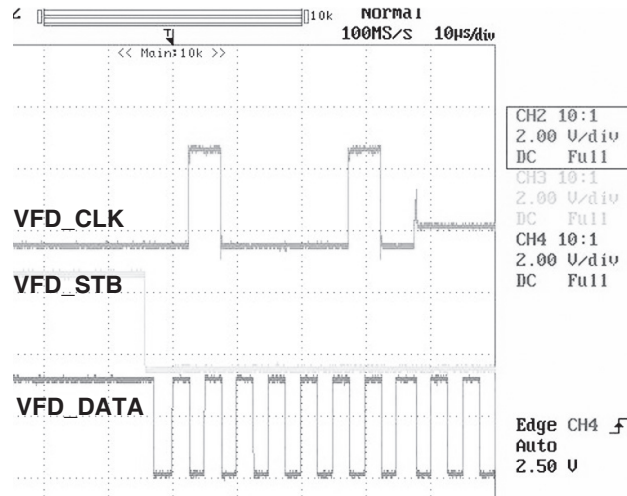 10k Normal
100MS/s 10µs/div
T
<< Main:10k >>
CH2 10:1
2.00 V/div
DC Full
CH3 10:1
2.00 V/div
DC Full
CH4 10:1
2.00 V/div
DC Full
VFD_CLK
VFD_STB
VFD_DATA
Edge CH4
Auto
2.50 V